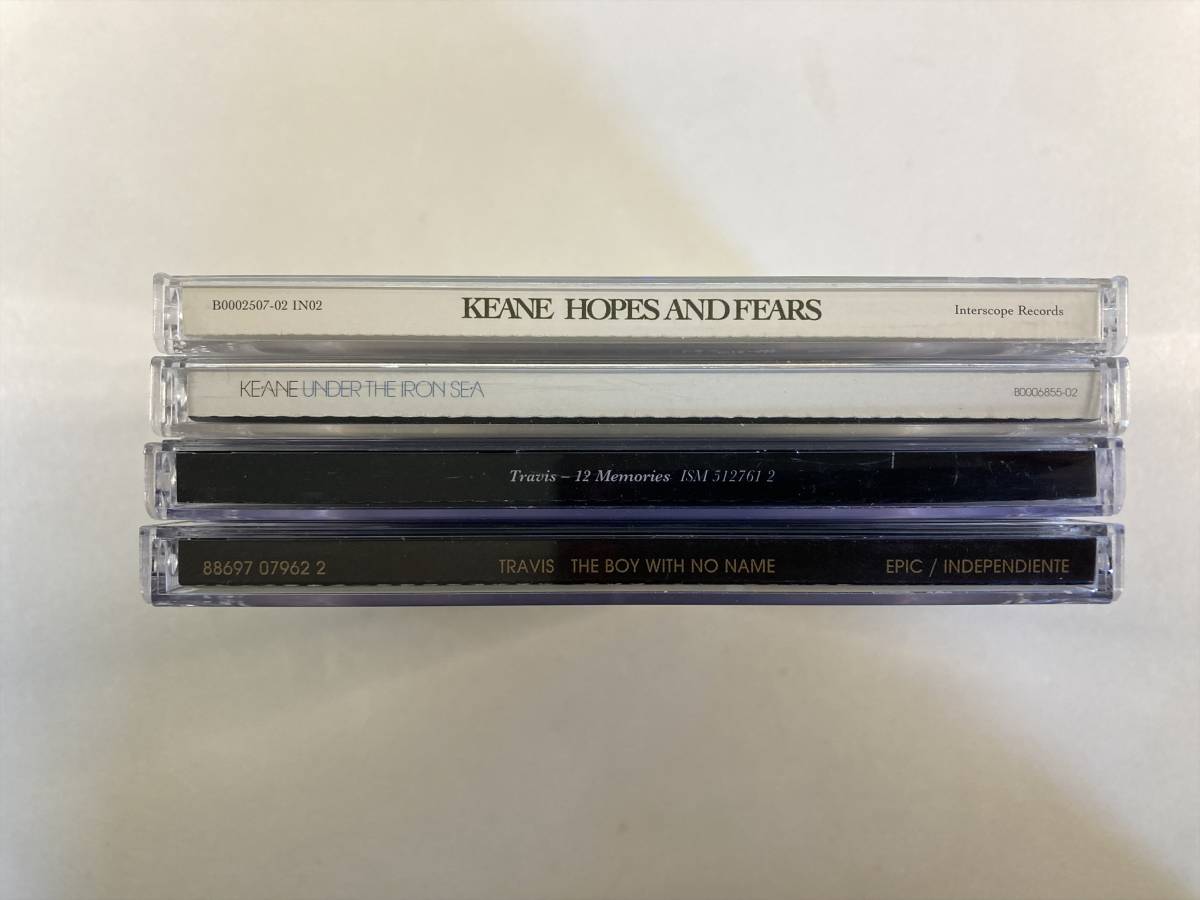 B0002507-02 IN02 KEANE HOPES AND FEARS Interscope Records
KEANE UNDER THE IRON SEA B0006855-02
Travis – 12 Memories ISM 512761 2
88697 07962 2 TRAVIS THE BOY WITH NO NAME EPIC / INDEPENDIENTE